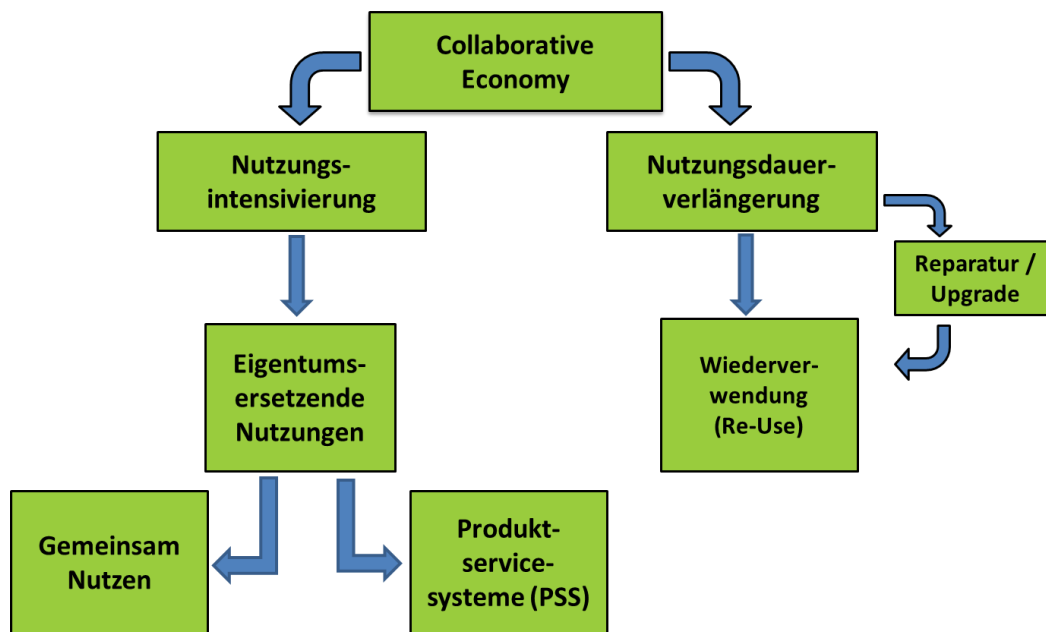 Collaborative
Economy
Nutzungs-
intensivierung
Nutzungsdauer-
verlängerung
Reparatur /
Upgrade
Eigentums-
ersetzende
Nutzungen
Wiederver-
wendung
(Re-Use)
Gemeinsam
Nutzen
Produkt-
service-
systeme (PSS)